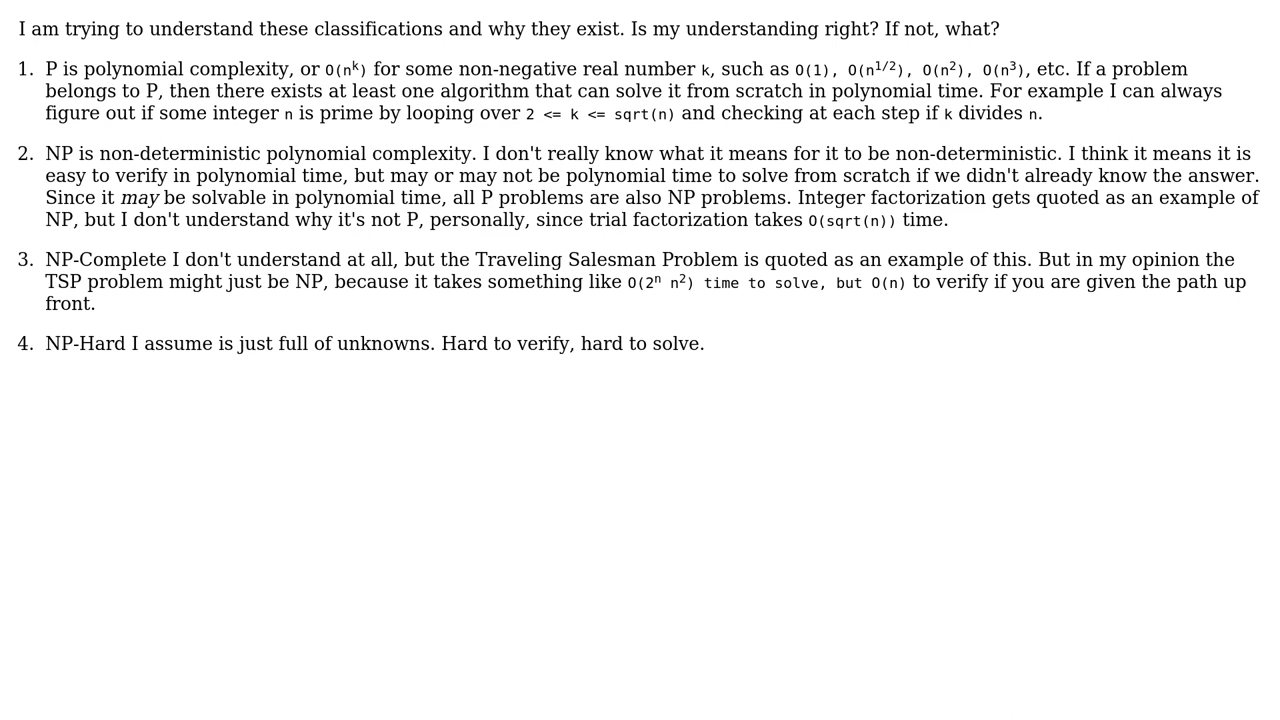 I am trying to understand these classifications and why they exist. Is my understanding right? If not, what?
1. P is polynomial complexity, or O(nᵏ) for some non-negative real number k, such as O(1), O(n¹/²), O(n²), O(n³), etc. If a problem
belongs to P, then there exists at least one algorithm that can solve it from scratch in polynomial time. For example I can always
figure out if some integer n is prime by looping over 2 <= k <= sqrt(n) and checking at each step if k divides n.
2. NP is non-deterministic polynomial complexity. I don't really know what it means for it to be non-deterministic. I think it means it is
easy to verify in polynomial time, but may or may not be polynomial time to solve from scratch if we didn't already know the answer.
Since it may be solvable in polynomial time, all P problems are also NP problems. Integer factorization gets quoted as an example of
NP, but I don't understand why it's not P, personally, since trial factorization takes O(sqrt(n)) time.
3. NP-Complete I don't understand at all, but the Traveling Salesman Problem is quoted as an example of this. But in my opinion the
TSP problem might just be NP, because it takes something like O(2ⁿ n²) time to solve, but O(n) to verify if you are given the path up
front.
4. NP-Hard I assume is just full of unknowns. Hard to verify, hard to solve.